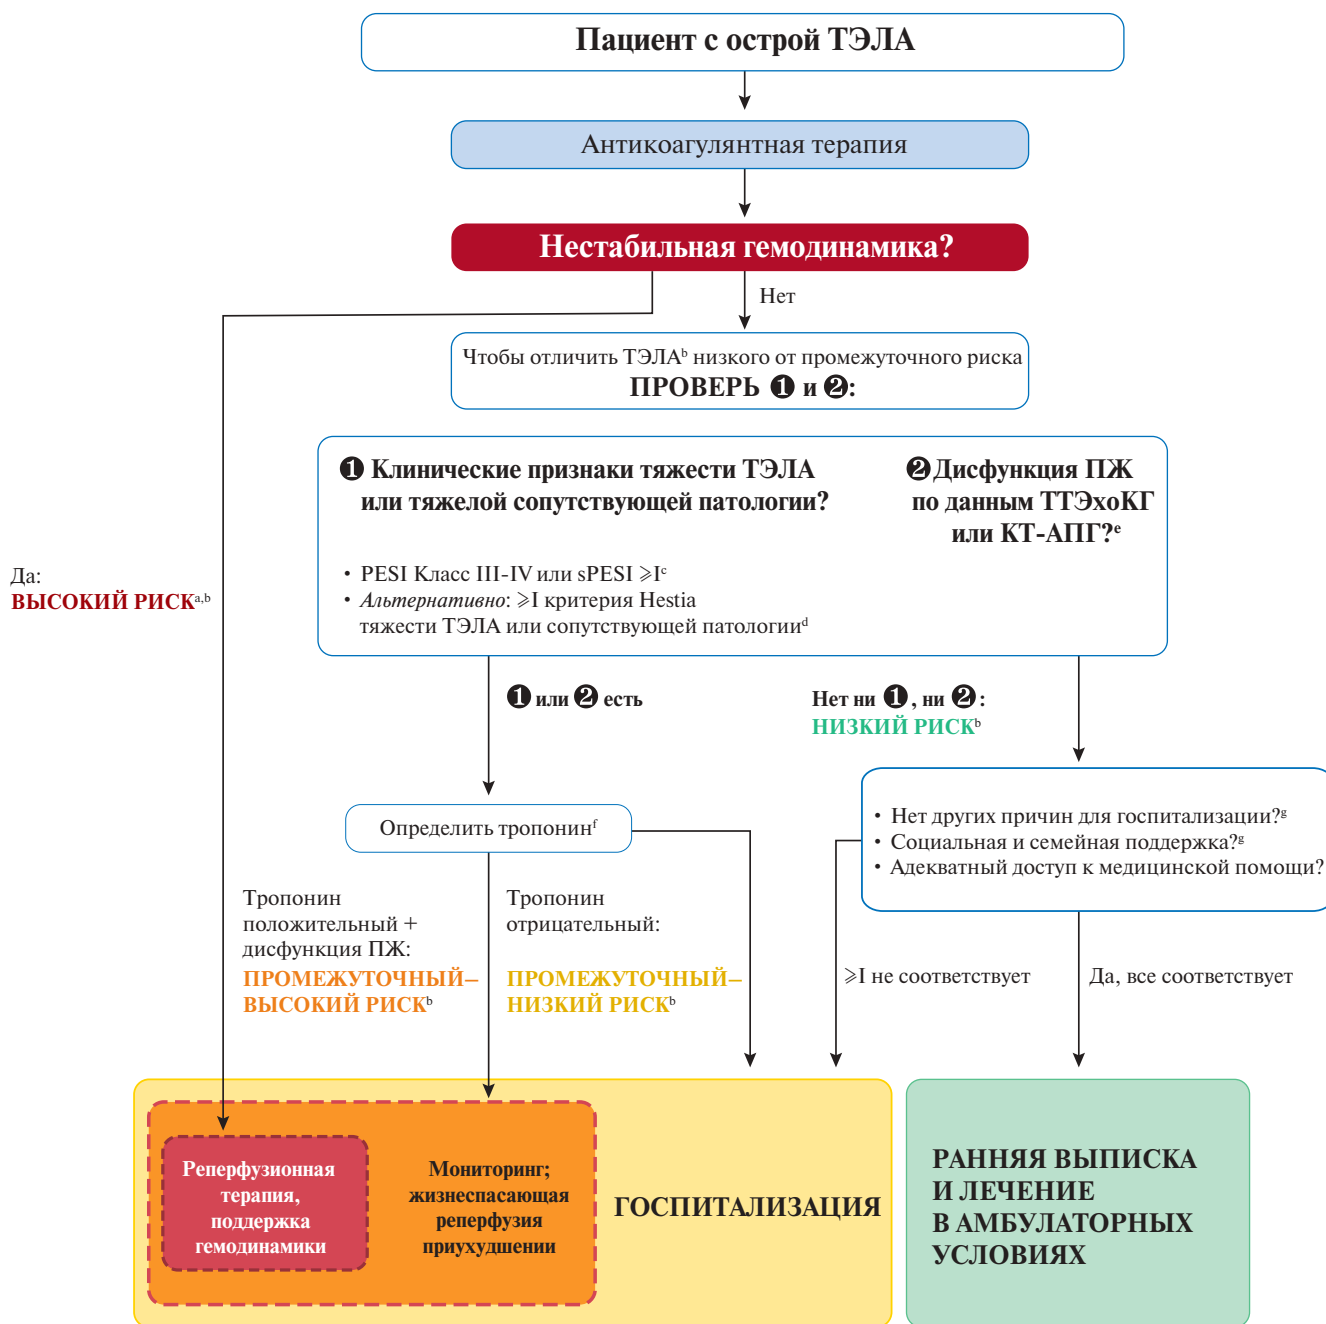 Пациент с острой ТЭЛА
Антикоагулянтная терапия
Нестабильная гемодинамика?
Нет
Чтобы отличить ТЭЛАᵇ низкого от промежуточного риска
ПРОВЕРЬ ❶ и ❷:
❶ Клинические признаки тяжести ТЭЛА
или тяжелой сопутствующей патологии?
• PESI Класс III-IV или sPESI ⩾Iᶜ
• Альтернативно: ⩾I критерия Hestia
тяжести ТЭЛА или сопутствующей патологииᵈ
❷ Дисфункция ПЖ
по данным ТТЭхоКГ
или КТ-АПГ?ᵉ
Да:
ВЫСОКИЙ РИСКᵃ,ᵇ
❶ или ❷ есть
Нет ни ❶, ни ❷:
НИЗКИЙ РИСКᵇ
Определить тропонинᶠ
• Нет других причин для госпитализации?ᵍ
• Социальная и семейная поддержка?ᵍ
• Адекватный доступ к медицинской помощи?
Тропонин
положительный +
дисфункция ПЖ:
ПРОМЕЖУТОЧНЫЙ–
ВЫСОКИЙ РИСКᵇ
Тропонин
отрицательный:
ПРОМЕЖУТОЧНЫЙ–
НИЗКИЙ РИСКᵇ
⩾I не соответствует
Да, все соответствует
Реперфузионная
терапия,
поддержка
гемодинамики
Мониторинг;
жизнеспасающая
реперфузия
приухудшении
ГОСПИТАЛИЗАЦИЯ
РАННЯЯ ВЫПИСКА
И ЛЕЧЕНИЕ
В АМБУЛАТОРНЫХ
УСЛОВИЯХ